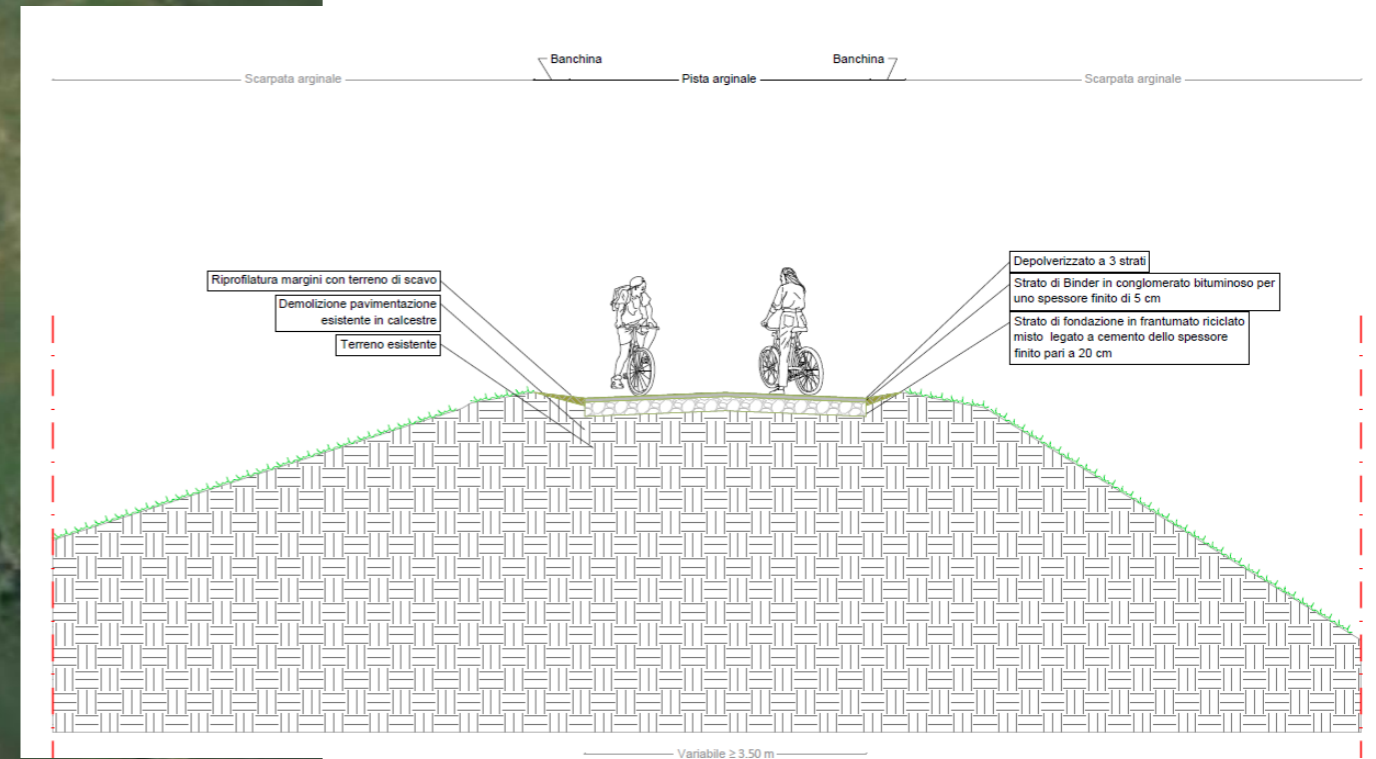 Banchina
Banchina
Scarpata arginale
Pista arginale
Scarpata arginale
Riprofilatura margini con terreno di scavo
Demolizione pavimentazione
esistente in calcestre
Terreno esistente
Depolverizzato a 3 strati
Strato di Binder in conglomerato bituminoso per
uno spessore finito di 5 cm
Strato di fondazione in frantumato riciclato
misto legato a cemento dello spessore
finito pari a 20 cm
Variabile ≥ 3.50 m